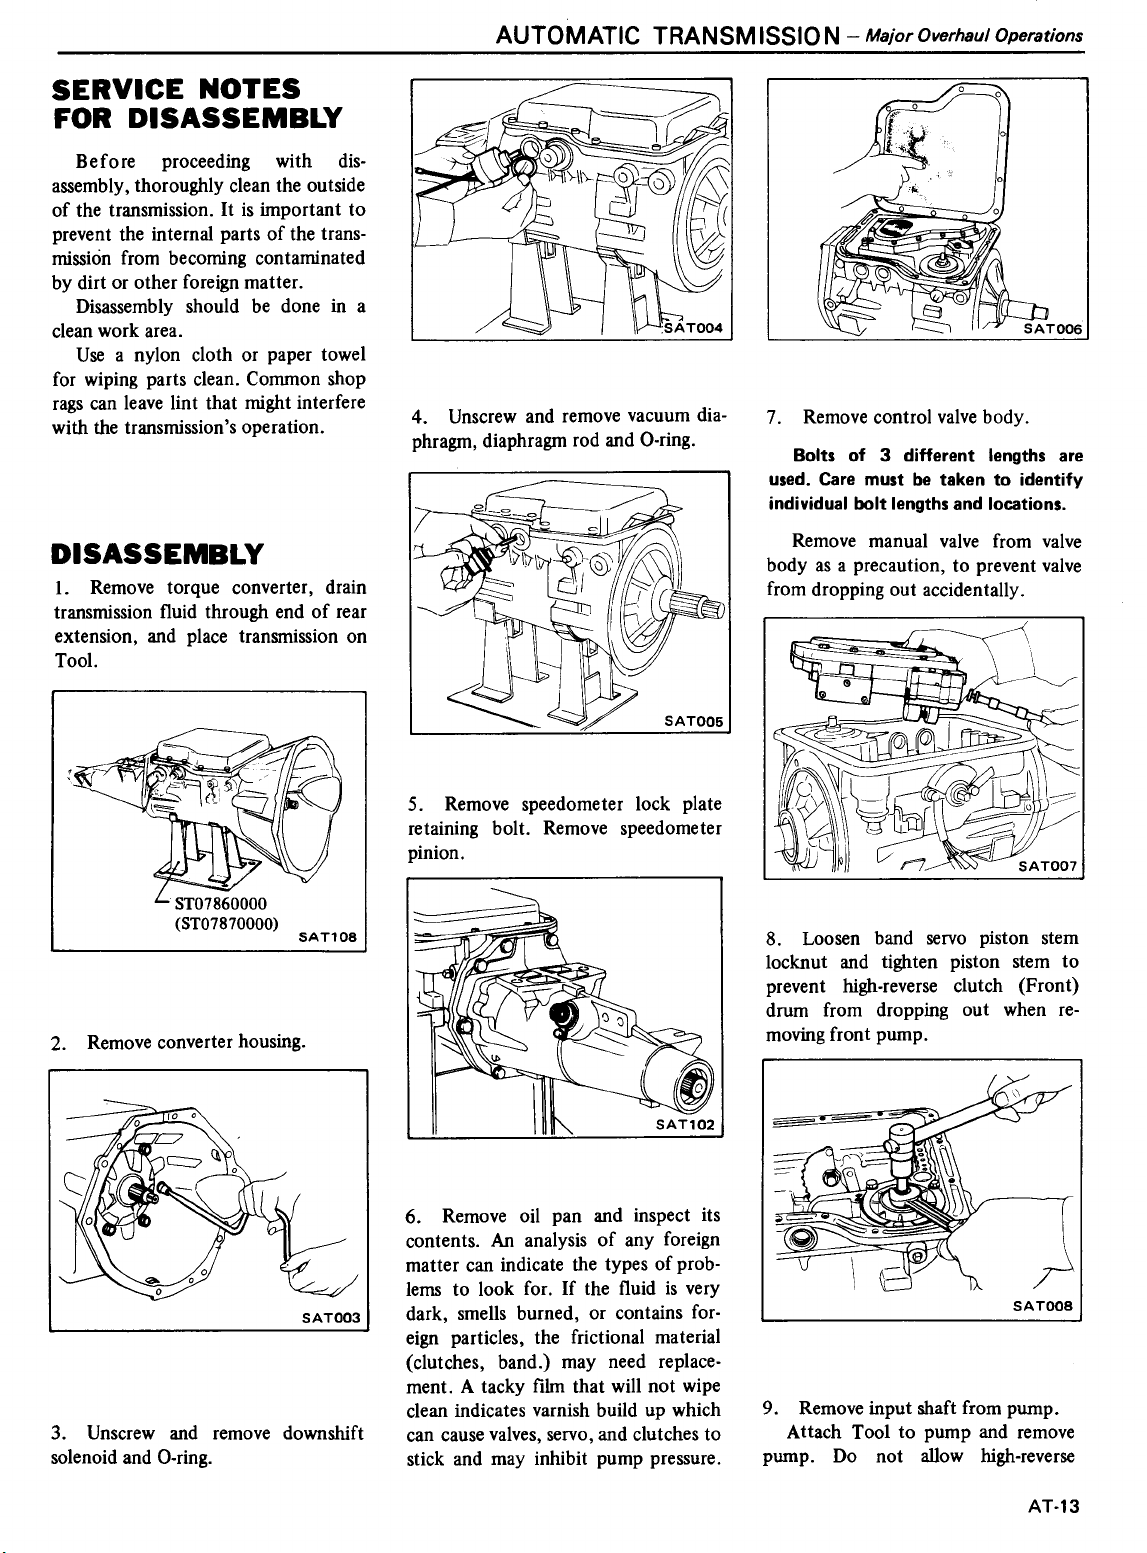 AUTOMATIC TRANSMISSION – Major Overhaul Operations
SERVICE NOTES
FOR DISASSEMBLY
Before proceeding with dis-
assembly, thoroughly clean the outside
of the transmission. It is important to
prevent the internal parts of the trans-
mission from becoming contaminated
by dirt or other foreign matter.
Disassembly should be done in a
clean work area.
Use a nylon cloth or paper towel
for wiping parts clean. Common shop
rags can leave lint that might interfere
with the transmission's operation.
DISASSEMBLY
1. Remove torque converter, drain
transmission fluid through end of rear
extension, and place transmission on
Tool.
ST07860000
(ST07870000)
SAT108
2. Remove converter housing.
SAT003
3. Unscrew and remove downshift
solenoid and O-ring.
SAT004
4. Unscrew and remove vacuum dia-
phragm, diaphragm rod and O-ring.
SAT005
5. Remove speedometer lock plate
retaining bolt. Remove speedometer
pinion.
SAT102
6. Remove oil pan and inspect its
contents. An analysis of any foreign
matter can indicate the types of prob-
lems to look for. If the fluid is very
dark, smells burned, or contains for-
eign particles, the frictional material
(clutches, band.) may need replace-
ment. A tacky film that will not wipe
clean indicates varnish build up which
can cause valves, servo, and clutches to
stick and may inhibit pump pressure.
SAT006
7. Remove control valve body.
Bolts of 3 different lengths are
used. Care must be taken to identify
individual bolt lengths and locations.
Remove manual valve from valve
body as a precaution, to prevent valve
from dropping out accidentally.
SAT007
8. Loosen band servo piston stem
locknut and tighten piston stem to
prevent high-reverse clutch (Front)
drum from dropping out when re-
moving front pump.
SAT008
9. Remove input shaft from pump.
Attach Tool to pump and remove
pump. Do not allow high-reverse
AT-13